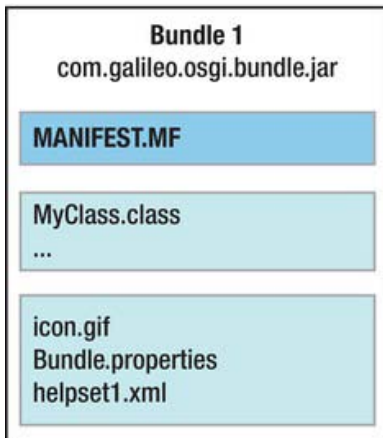 Bundle 1
com.galileo.osgi.bundle.jar
MANIFEST.MF
MyClass.class
...
icon.gif
Bundle.properties
helpset1.xml